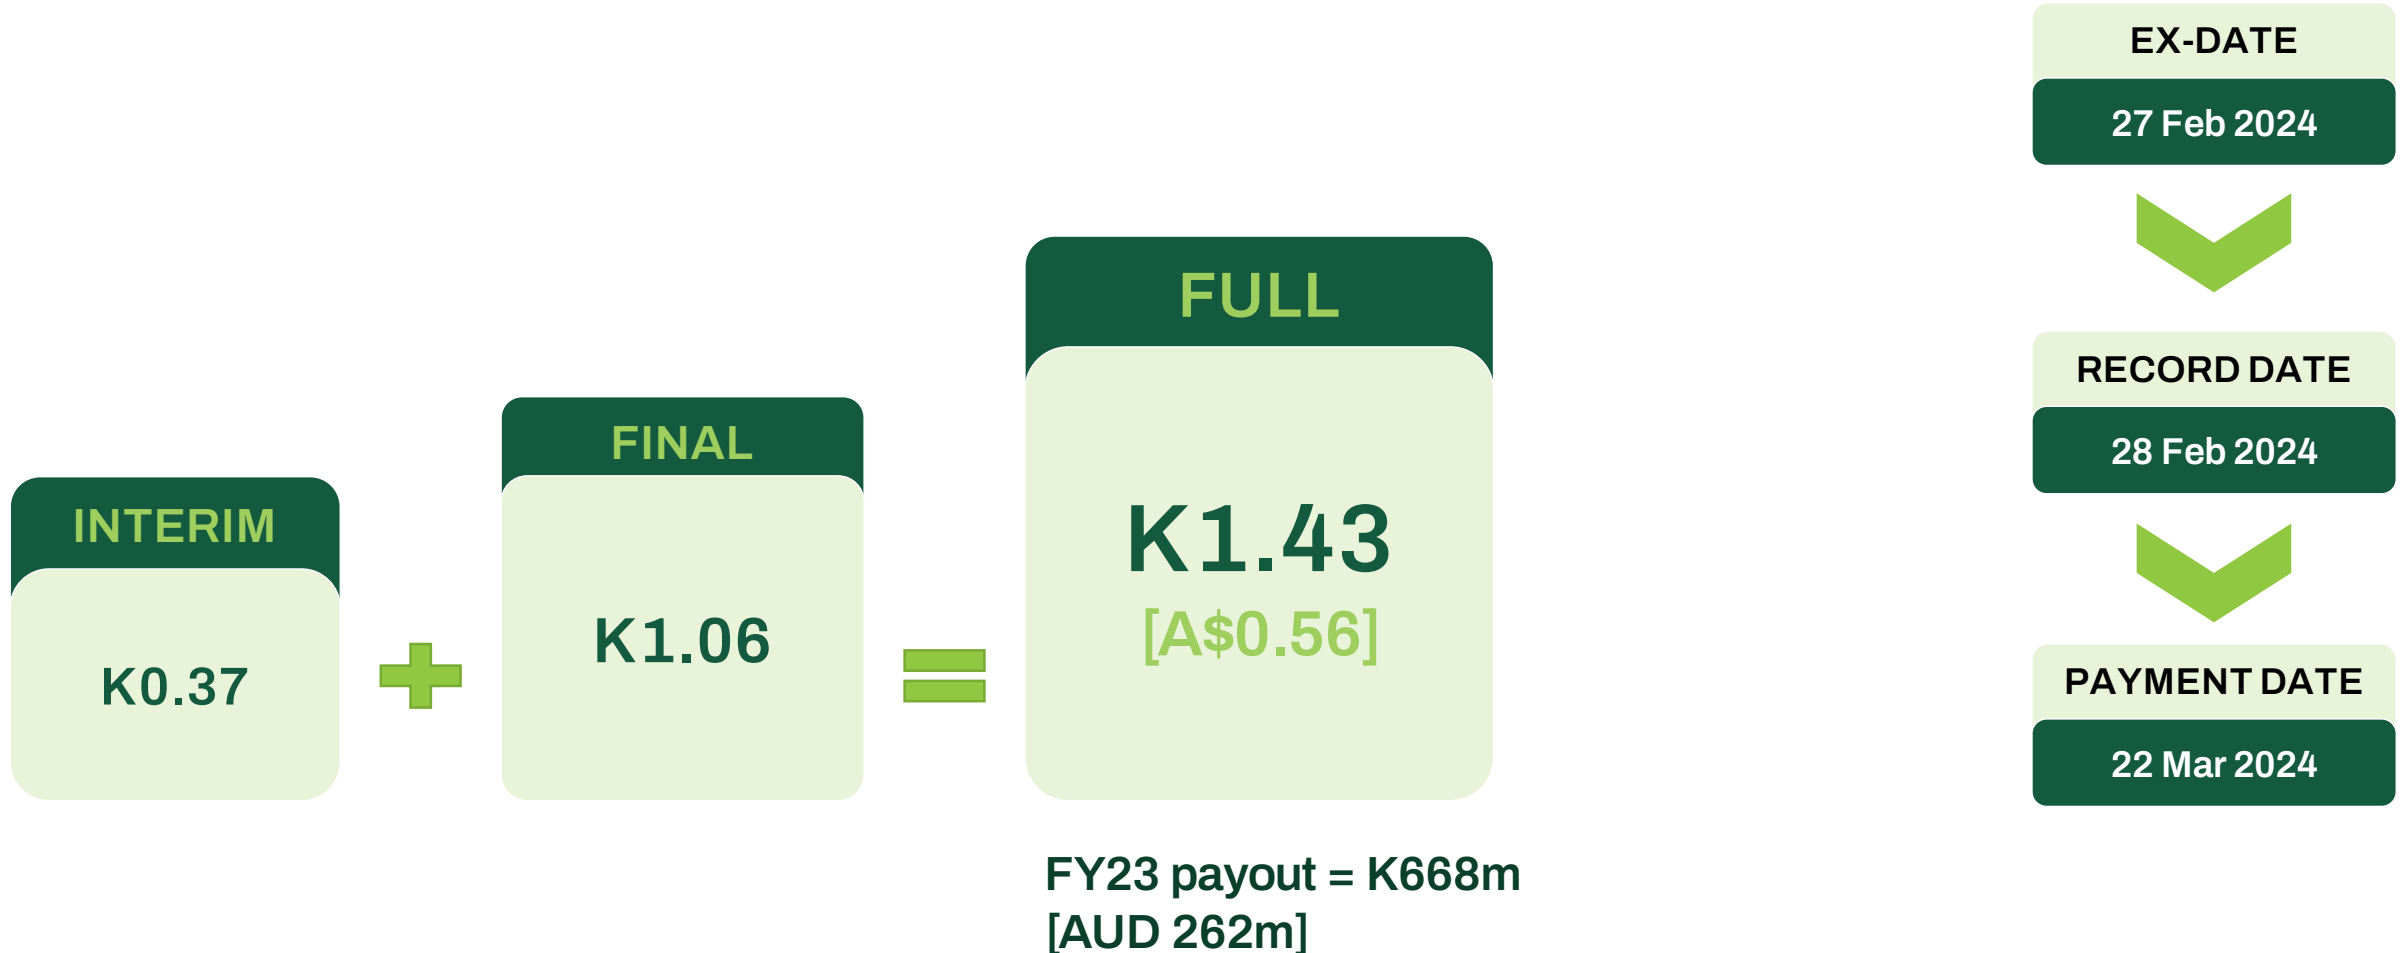 INTERIM
K0.37
FINAL
K1.06
FULL
K1.43
[A$0.56]
FY23 payout = K668m
[AUD 262m]
EX-DATE
27 Feb 2024
RECORD DATE
28 Feb 2024
PAYMENT DATE
22 Mar 2024